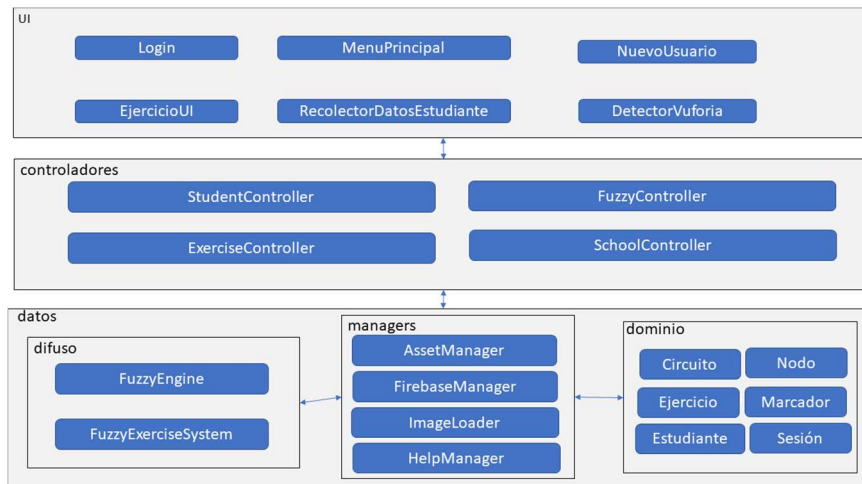 UI
Login
MenuPrincipal
NuevoUsuario
EjercicioUI
RecolectorDatosEstudiante
DetectorVuforia
controladores
StudentController
FuzzyController
ExerciseController
SchoolController
datos
difuso
FuzzyEngine
FuzzyExerciseSystem
managers
AssetManager
FirebaseManager
ImageLoader
HelpManager
dominio
Circuito
Nodo
Ejercicio
Marcador
Estudiante
Sesión